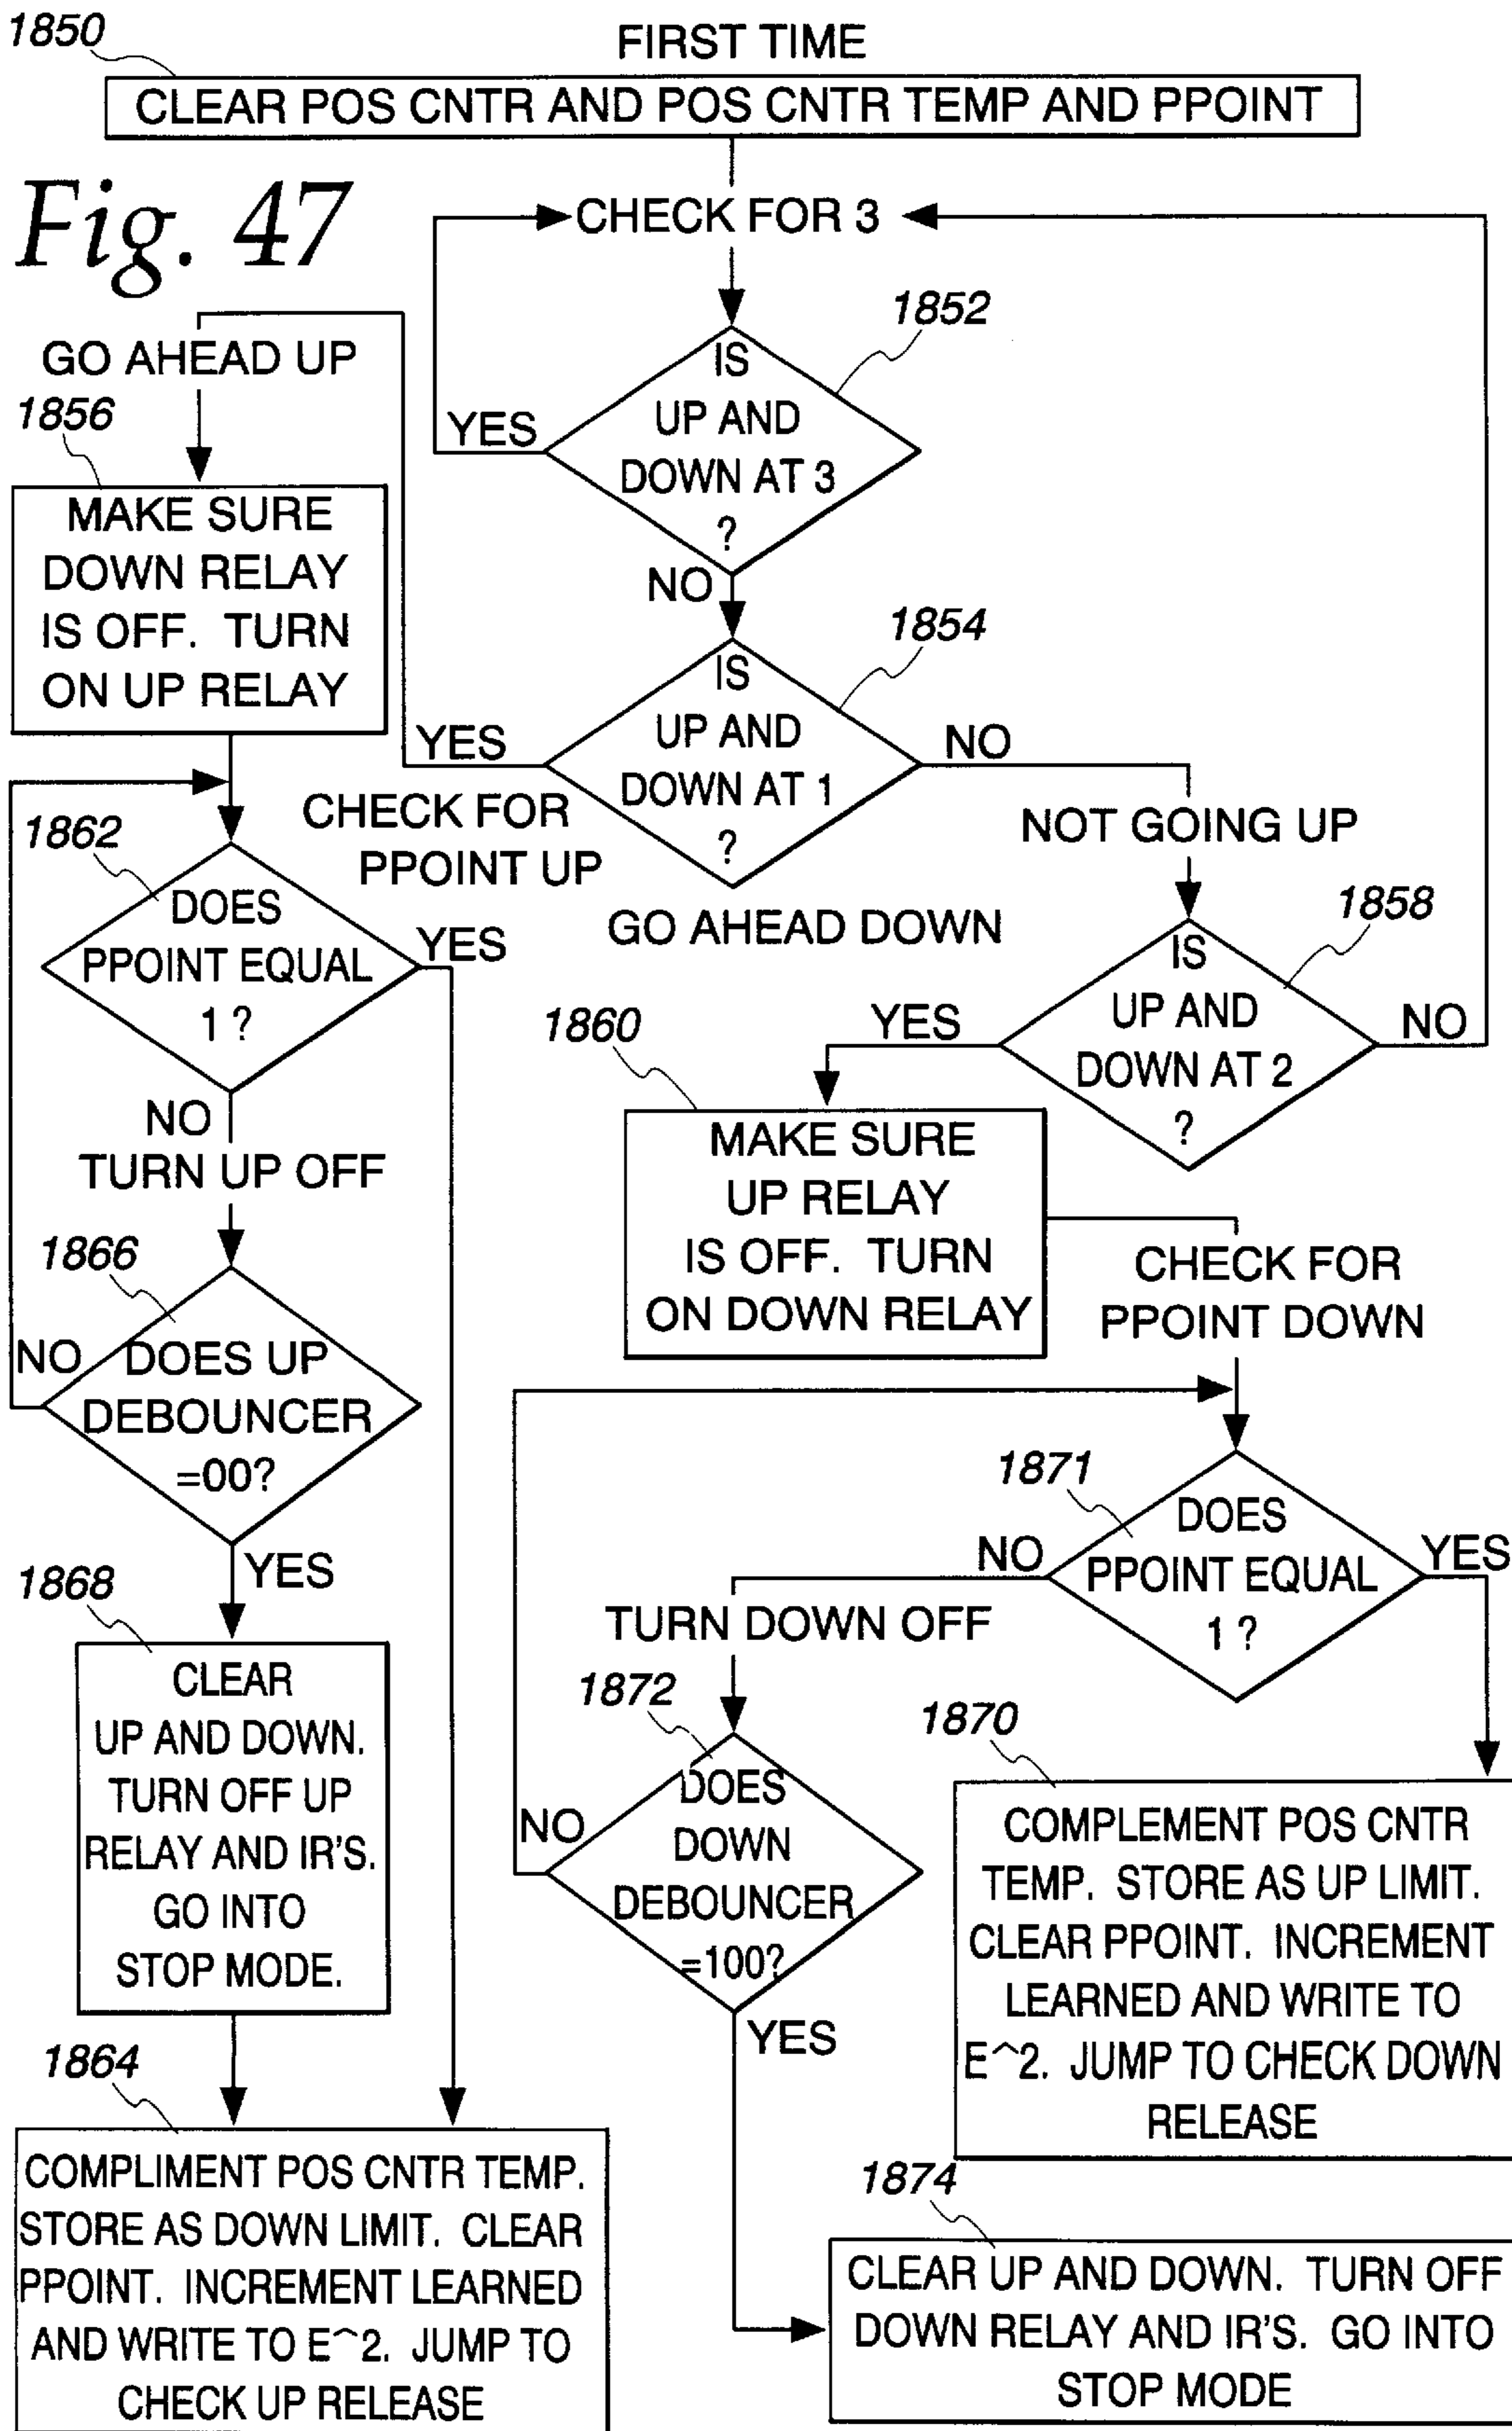 1850
FIRST TIME
CLEAR POS CNTR AND POS CNTR TEMP AND PPOINT
Fig. 47
CHECK FOR 3
1852
IS
UP AND
DOWN AT 3
?
YES
NO
GO AHEAD UP
1856
MAKE SURE
DOWN RELAY
IS OFF. TURN
ON UP RELAY
1854
IS
UP AND
DOWN AT 1
?
YES
NO
CHECK FOR
PPOINT UP
NOT GOING UP
1862
DOES
PPOINT EQUAL
1 ?
YES
NO
TURN UP OFF
GO AHEAD DOWN
1858
IS
UP AND
DOWN AT 2
?
YES
NO
1860
MAKE SURE
UP RELAY
IS OFF. TURN
ON DOWN RELAY
CHECK FOR
PPOINT DOWN
1866
NO
DOES UP
DEBOUNCER
=00?
YES
1871
DOES
PPOINT EQUAL
1 ?
NO
YES
TURN DOWN OFF
1868
CLEAR
UP AND DOWN.
TURN OFF UP
RELAY AND IR'S.
GO INTO
STOP MODE.
1872
DOES
DOWN
DEBOUNCER
=100?
NO
YES
1870
COMPLEMENT POS CNTR
TEMP. STORE AS UP LIMIT.
CLEAR PPOINT. INCREMENT
LEARNED AND WRITE TO
E^2. JUMP TO CHECK DOWN
RELEASE
1864
COMPLIMENT POS CNTR TEMP.
STORE AS DOWN LIMIT. CLEAR
PPOINT. INCREMENT LEARNED
AND WRITE TO E^2. JUMP TO
CHECK UP RELEASE
1874
CLEAR UP AND DOWN. TURN OFF
DOWN RELAY AND IR'S. GO INTO
STOP MODE